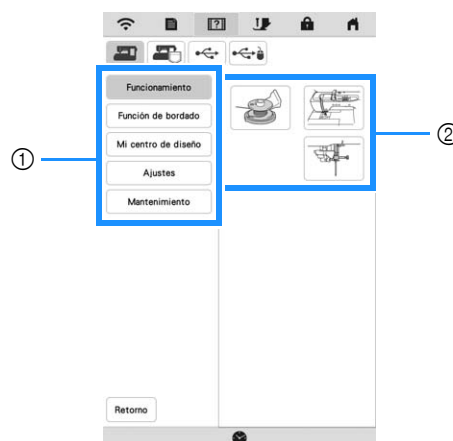 Funcionamiento
Función de bordado
Mi centro de diseño
① Ajustes ②
Mantenimiento
Retorno